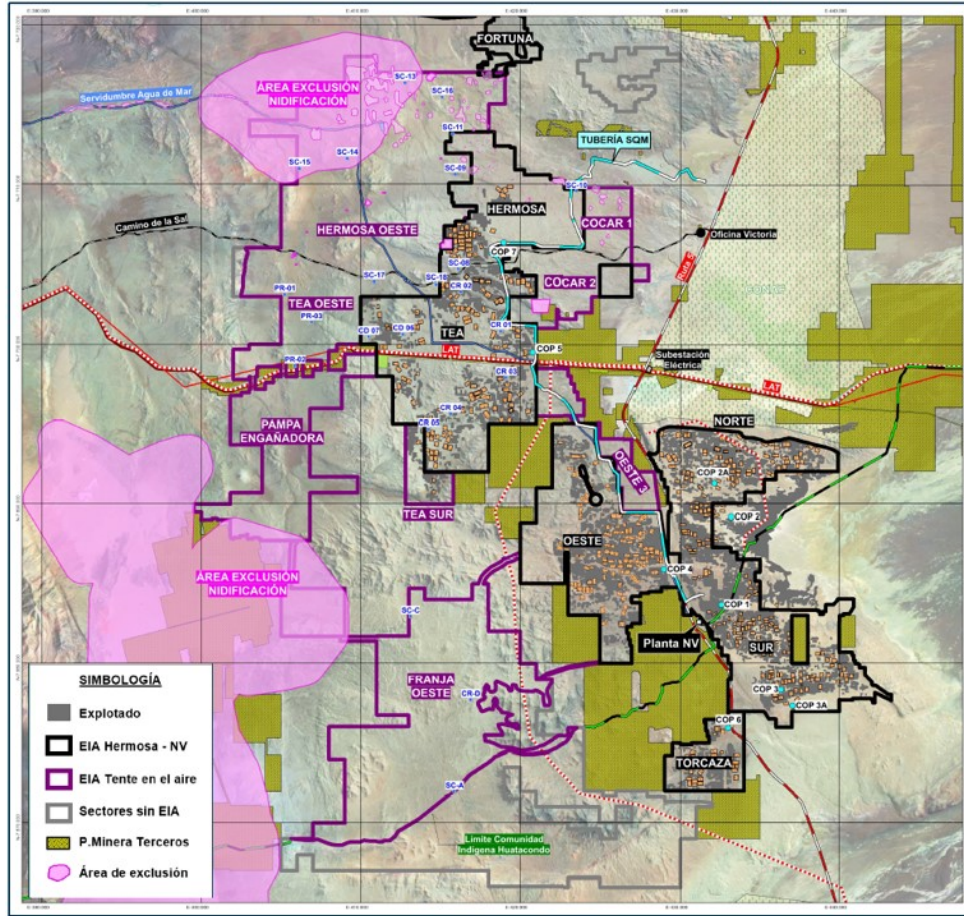 FORTUNA
SC-13
ÁREA EXCLUSIÓN
NIDIFICACIÓN
SC-16
Servidumbre Agua de Mar
SC-11
TUBERÍA SQM
SC-14
SC-15
SC-09
SC-10
HERMOSA
COCAR 1
Camino de la Sal
HERMOSA OESTE
Oficina Victoria
COP 7
SC-08
Ruta 5
SC-17
SC-18
CR 02
COCAR 2
PR-01
TEA OESTE
PR-03
CD 07
CD 06
TEA
CR 01
LAT
COP 5
Subestación
Eléctrica
PR-02
CR 03
LAT
CR 04
PAMPA
ENGAÑADORA
CR 05
NORTE
OESTE 3
COP 2A
TEA SUR
COP 2
OESTE
COP 4
ÁREA EXCLUSIÓN
NIDIFICACIÓN
SC-C
COP 1
Planta NV
SUR
FRANJA
OESTE
CR-D
COP 3
COP 3A
COP 6
TORCAZA
SC-A
Limite Comunidad
Indigena Huatacondo
SIMBOLOGÍA
Explotado
EIA Hermosa - NV
EIA Tente en el aire
Sectores sin EIA
P.Minera Terceros
Área de exclusión